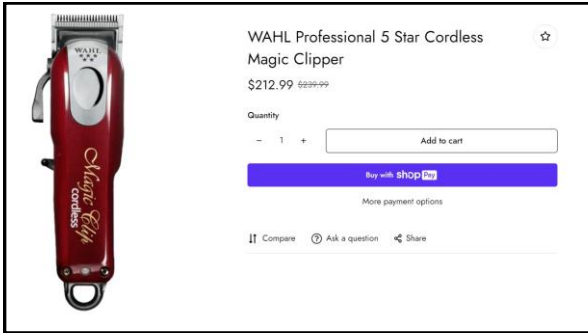 WAHL
Magic Clip
cordless
WAHL Professional 5 Star Cordless
Magic Clipper
$212.99 $239.99
Quantity
− 1 +
Add to cart
Buy with shop Pay
More payment options
Compare
Ask a question
Share